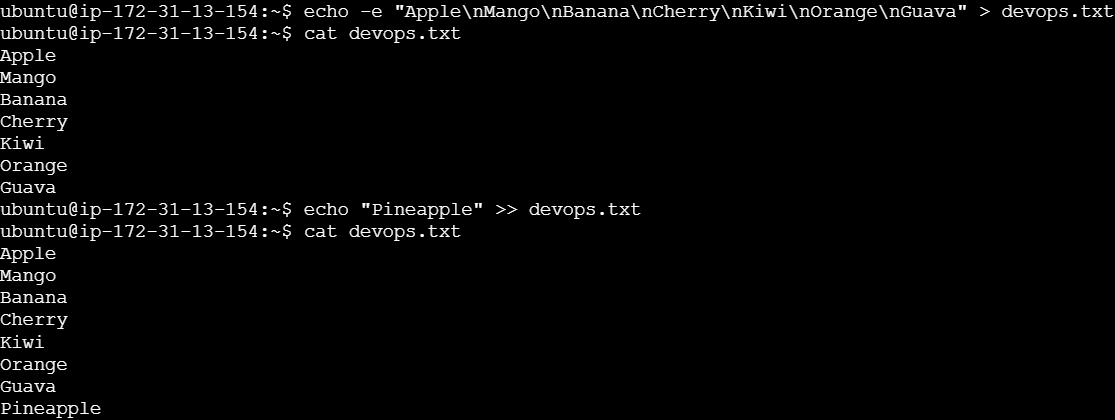 ubuntu@ip-172-31-13-154:~$ echo -e "Apple\nMango\nBanana\nCherry\nKiwi\nOrange\nGuava" > devops.txt
ubuntu@ip-172-31-13-154:~$ cat devops.txt
Apple
Mango
Banana
Cherry
Kiwi
Orange
Guava
ubuntu@ip-172-31-13-154:~$ echo "Pineapple" >> devops.txt
ubuntu@ip-172-31-13-154:~$ cat devops.txt
Apple
Mango
Banana
Cherry
Kiwi
Orange
Guava
Pineapple